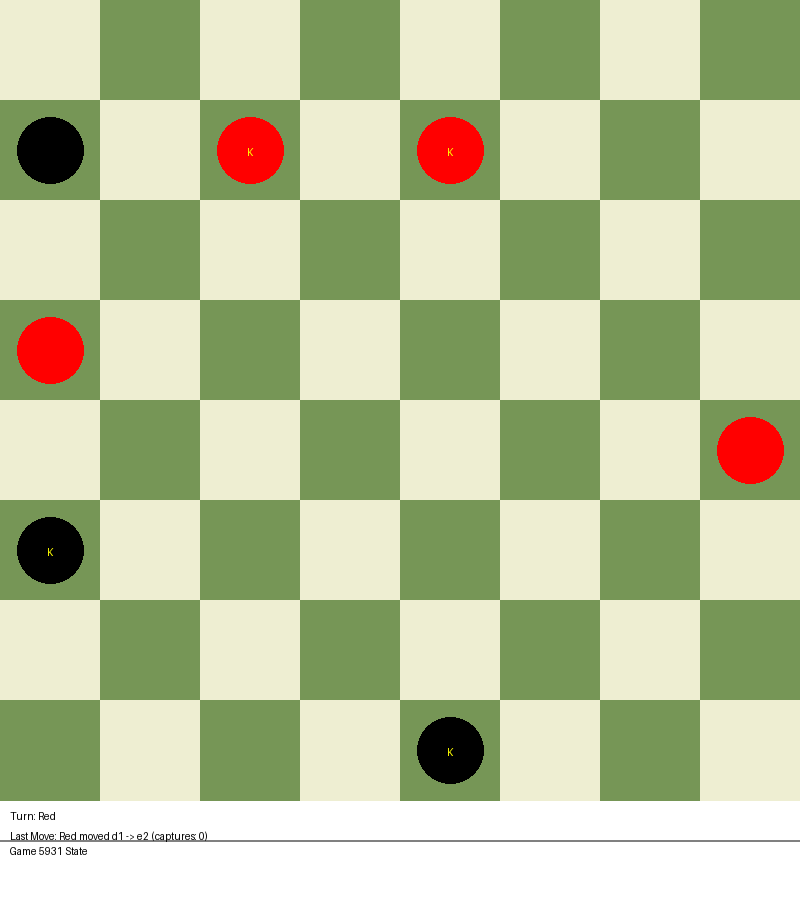 K K
K
K
Turn: Red
Last Move: Red moved d1 -> e2 (captures: 0)
Game 5931 State